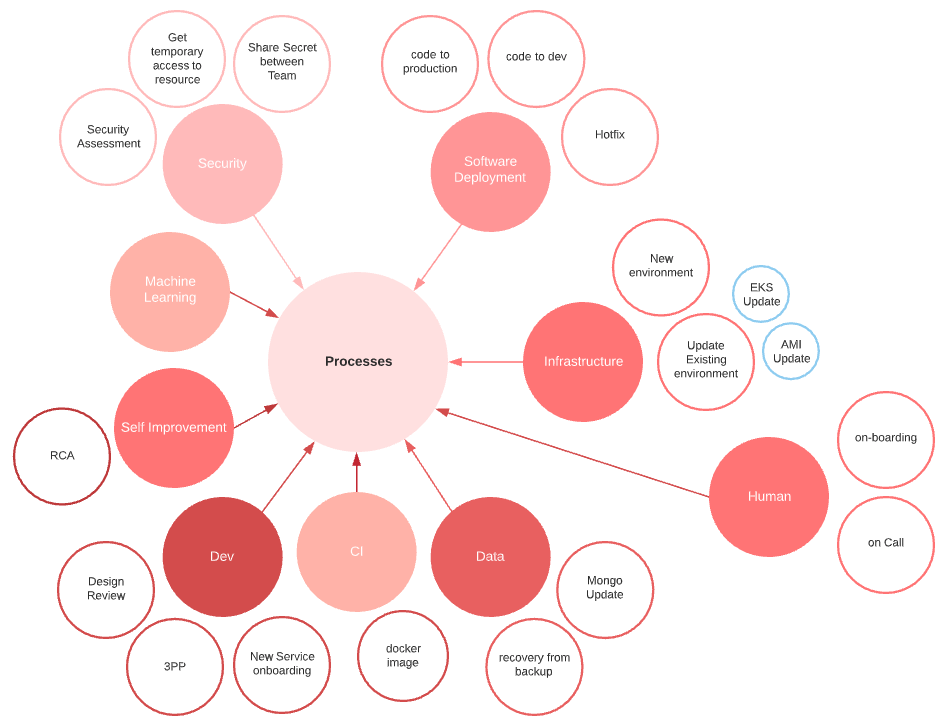 Get
temporary
access to
resource
Share Secret
between
Team
Security
Assessment
Security
code to
production
code to dev
Hotfix
Software
Deployment
Machine
Learning
New
environment
EKS
Update
AMI
Update
Update
Existing
environment
Infrastructure
Processes
Self Improvement
RCA
on-boarding
Human
on Call
Dev
CI
Data
Design
Review
3PP
New Service
onboarding
docker
image
recovery from
backup
Mongo
Update